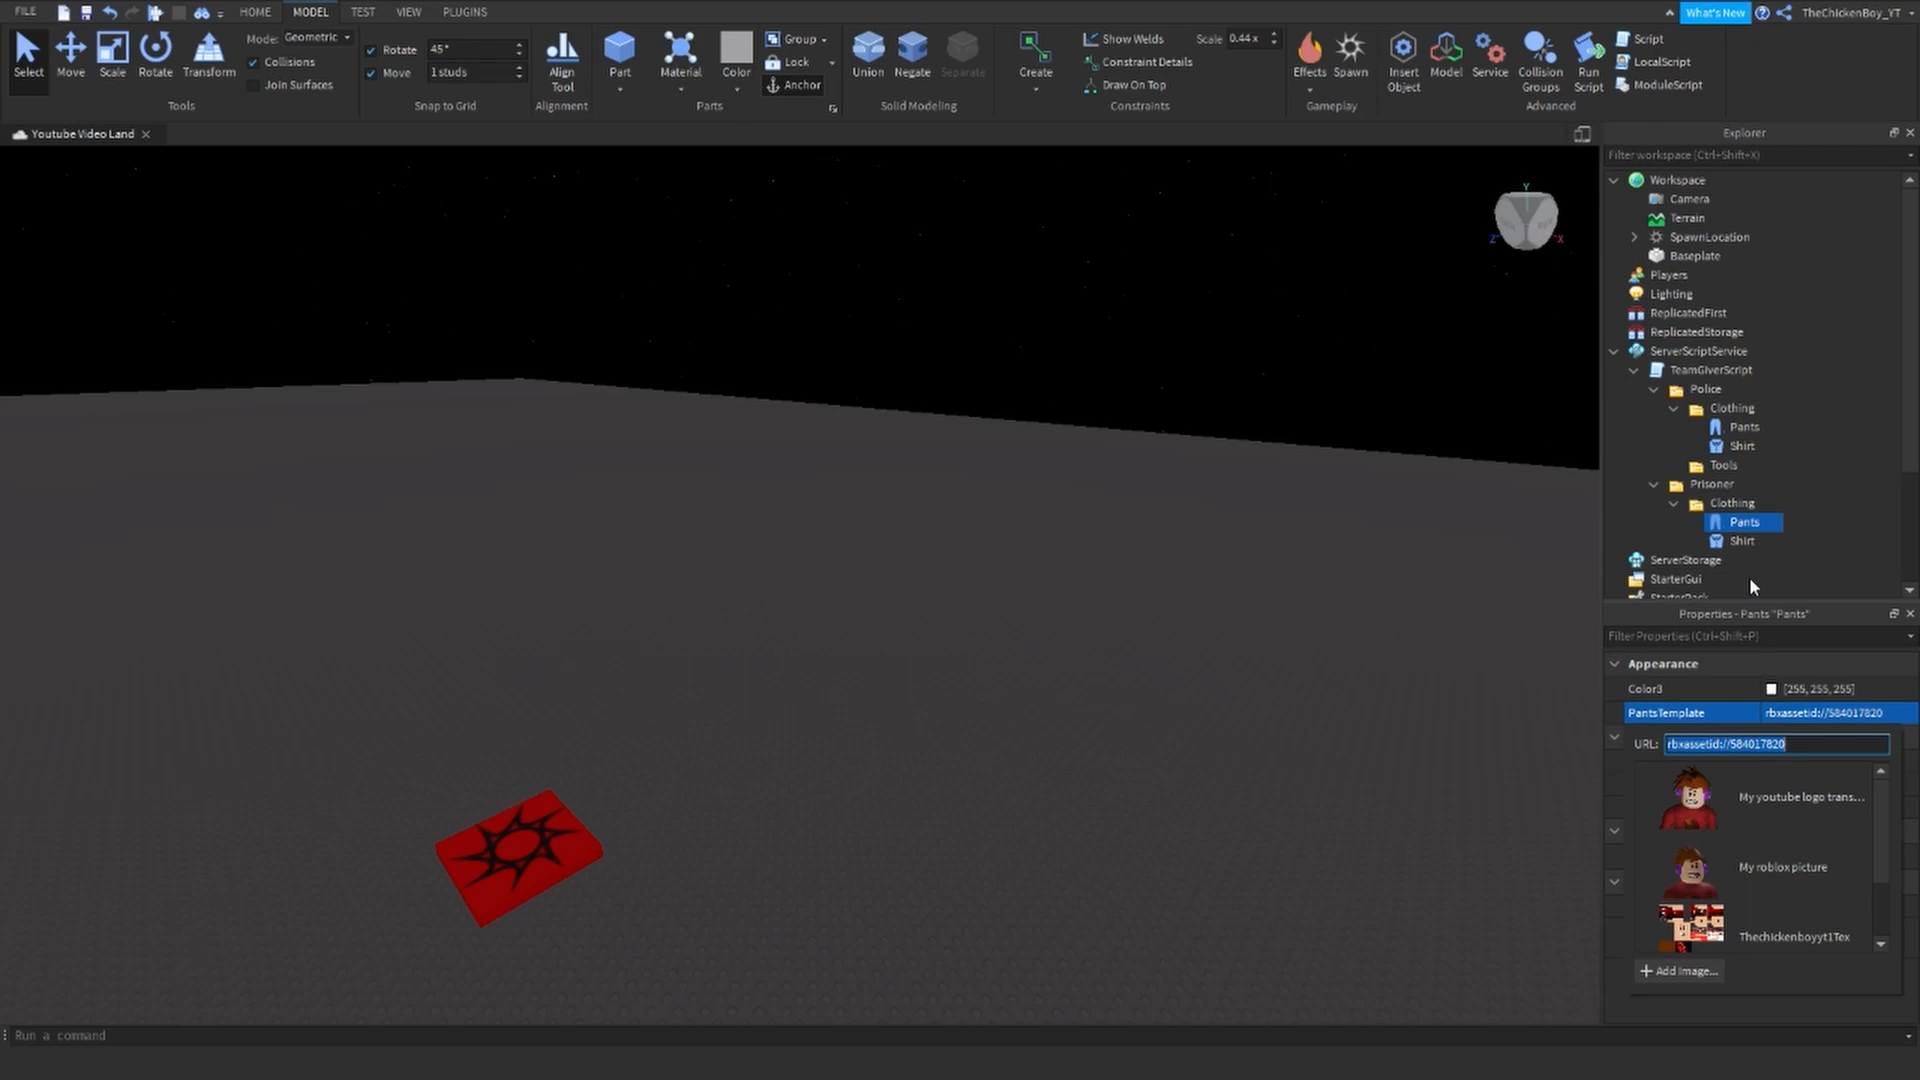 FILE HOME MODEL TEST VIEW PLUGINS What's New TheChickenBoy_YT
Select Move Scale Rotate Transform
Mode: Geometric
Collisions
Join Surfaces
Tools
Rotate 45°
Move 1 studs
Snap to Grid
Align Tool
Alignment
Part Material Color
Group
Lock
Anchor
Parts
Union Negate Separate
Solid Modeling
Create
Show Welds Scale 0.44 x
Constraint Details
Draw On Top
Constraints
Effects Spawn
Gameplay
Insert Object Model Service Collision Groups Run Script
Script
LocalScript
ModuleScript
Advanced
Youtube Video Land
Explorer
Filter workspace (Ctrl+Shift+X)
Workspace
Camera
Terrain
SpawnLocation
Baseplate
Players
Lighting
ReplicatedFirst
ReplicatedStorage
ServerScriptService
TeamGiverScript
Police
Clothing
Pants
Shirt
Tools
Prisoner
Clothing
Pants
Shirt
ServerStorage
StarterGui
StarterPack
Y
Z X
Properties - Pants "Pants"
Filter Properties (Ctrl+Shift+P)
Appearance
Color3 [255, 255, 255]
PantsTemplate rbxassetid://584017820
URL: rbxassetid://584017820
My youtube logo trans...
My roblox picture
Thechickenboyyt1Tex
Add Image...
Run a command